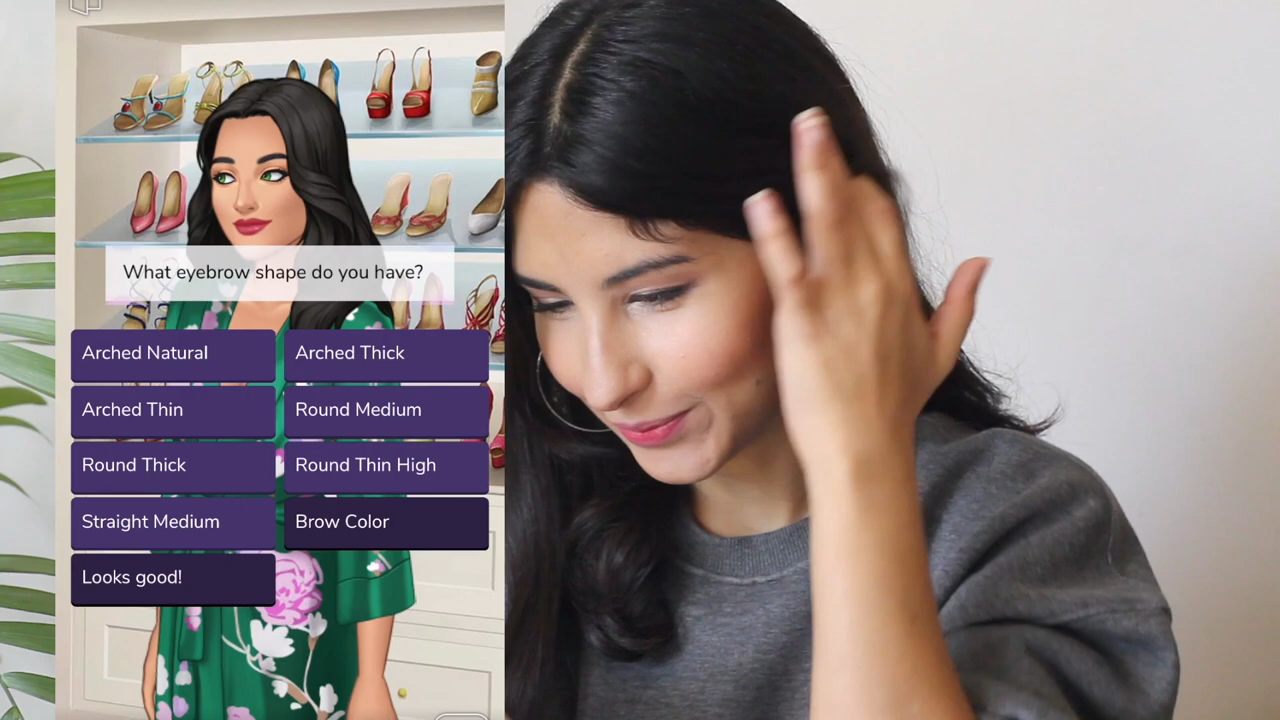 What eyebrow shape do you have?
Arched Natural
Arched Thick
Arched Thin
Round Medium
Round Thick
Round Thin High
Straight Medium
Brow Color
Looks good!